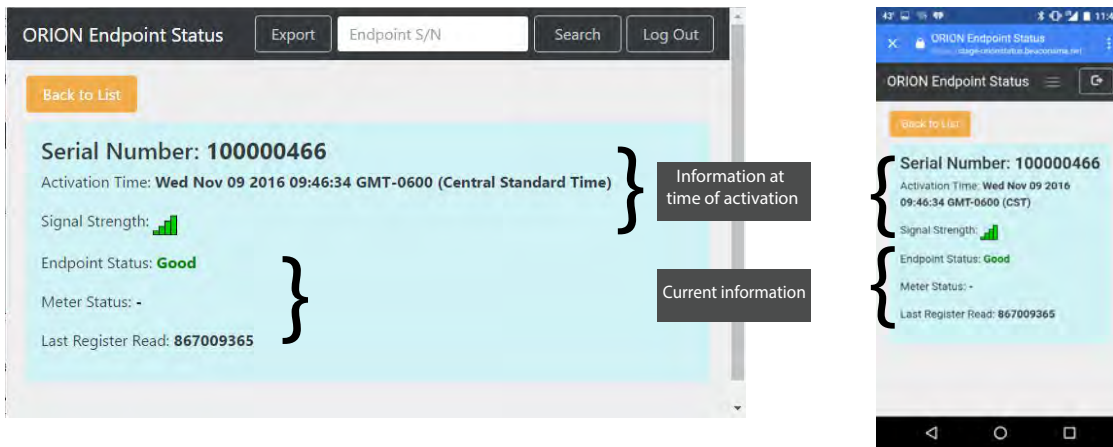 ORION Endpoint Status
Export
Endpoint S/N
Search
Log Out
Back to List
Serial Number: 100000466
Activation Time: Wed Nov 09 2016 09:46:34 GMT-0600 (Central Standard Time)
Signal Strength:
Endpoint Status: Good
Meter Status: -
Last Register Read: 867009365
Information at
time of activation
Current information
43°
11:4
ORION Endpoint Status
ORION Endpoint Status
Back to List
Serial Number: 100000466
Activation Time: Wed Nov 09 2016
09:46:34 GMT-0600 (CST)
Signal Strength:
Endpoint Status: Good
Meter Status: -
Last Register Read: 867009365